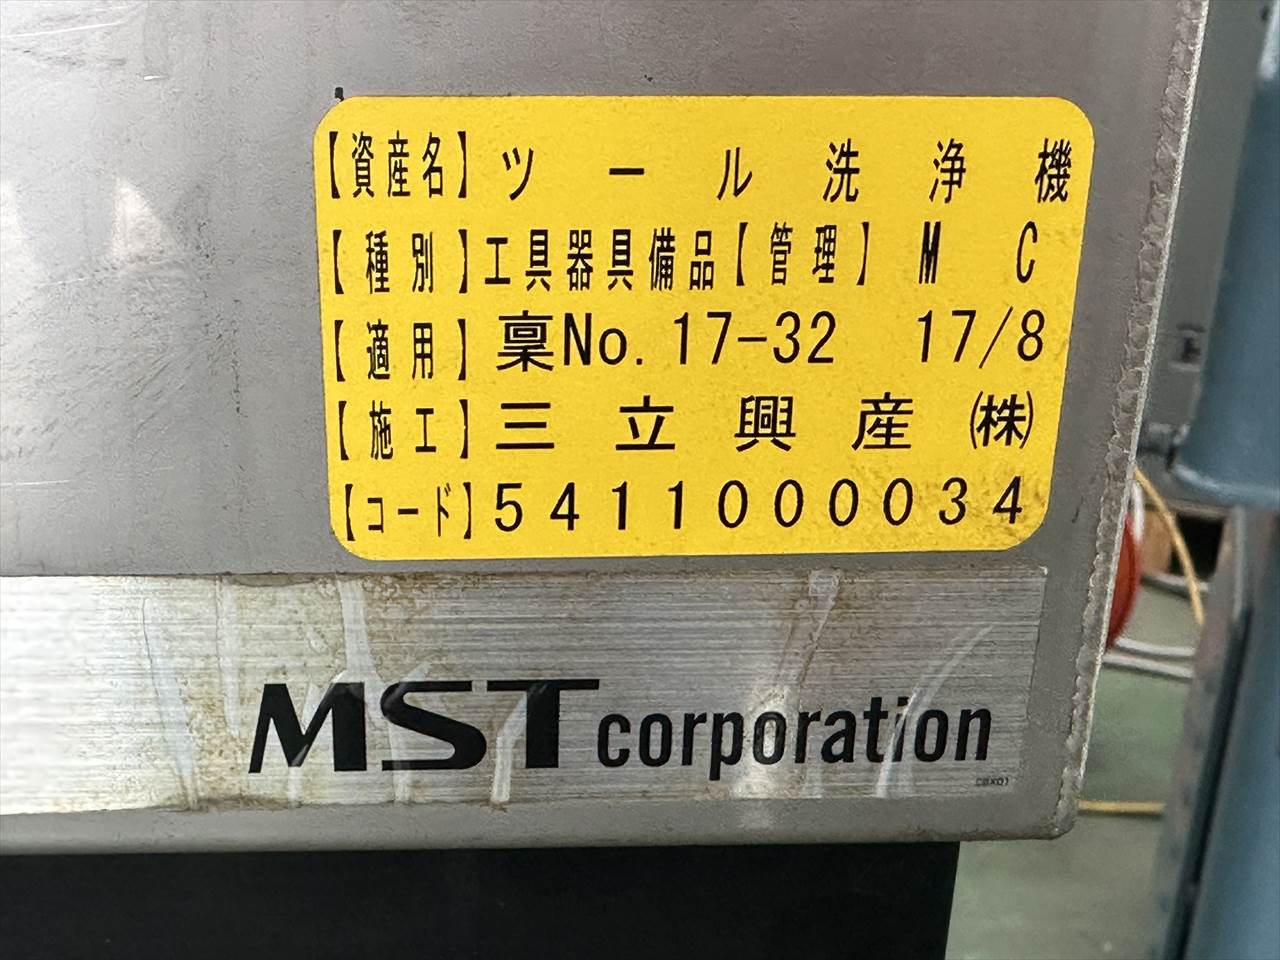 【資産名】ツール洗浄機
【種別】工具器具備品【管理】MC
【適用】稟No.17-32 17/8
【施工】三立興産(株)
【コード】5411000034
MST corporation